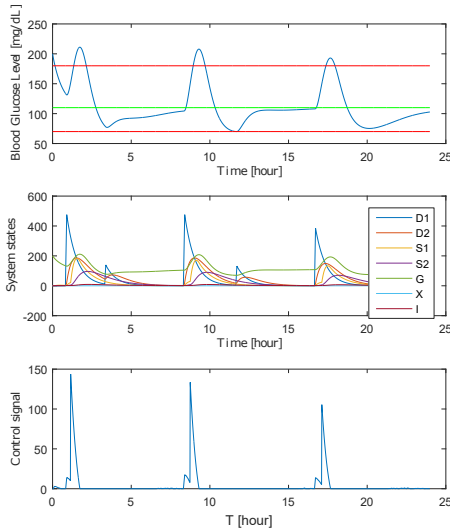 250
200
150
100
50
0
5
10
15
20
25
Blood Glucose Level [mg/dL]
Time [hour]
600
400
200
0
-200
0
5
10
15
20
25
System states
Time [hour]
D1
D2
S1
S2
G
X
I
150
100
50
0
0
5
10
15
20
25
Control signal
T [hour]